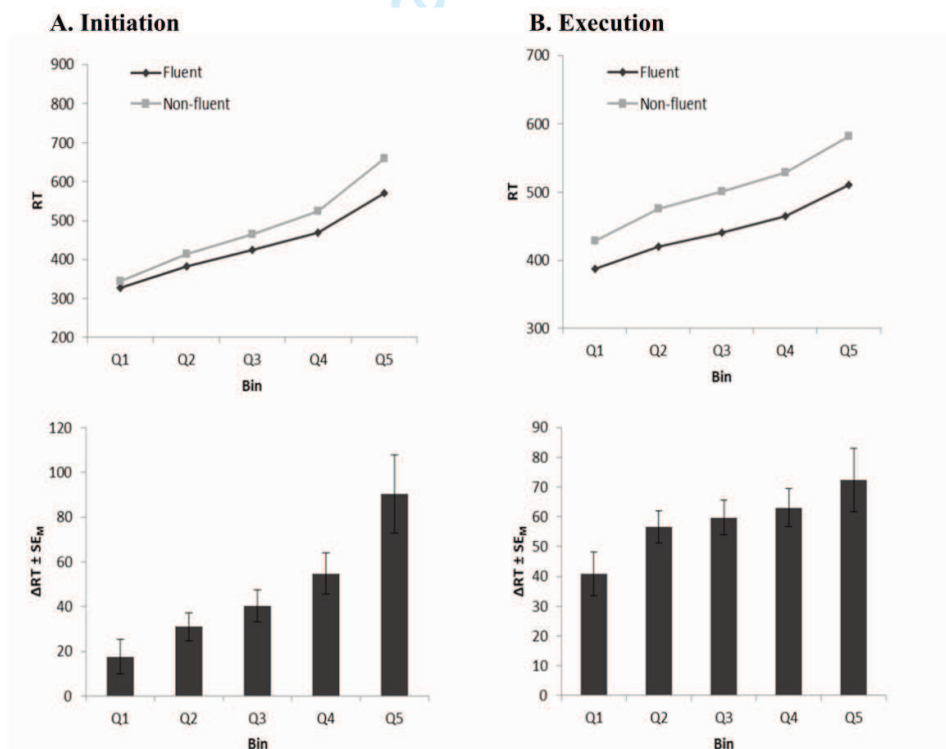 A. Initiation
900
800
700
600
500
400
300
200
RT
Fluent
Non-fluent
Q1 Q2 Q3 Q4 Q5
Bin
B. Execution
700
600
500
400
300
RT
Fluent
Non-fluent
Q1 Q2 Q3 Q4 Q5
Bin
120
100
80
60
40
20
0
ΔRT ± SEM
Q1 Q2 Q3 Q4 Q5
Bin
90
80
70
60
50
40
30
20
10
0
ΔRT ± SEM
Q1 Q2 Q3 Q4 Q5
Bin